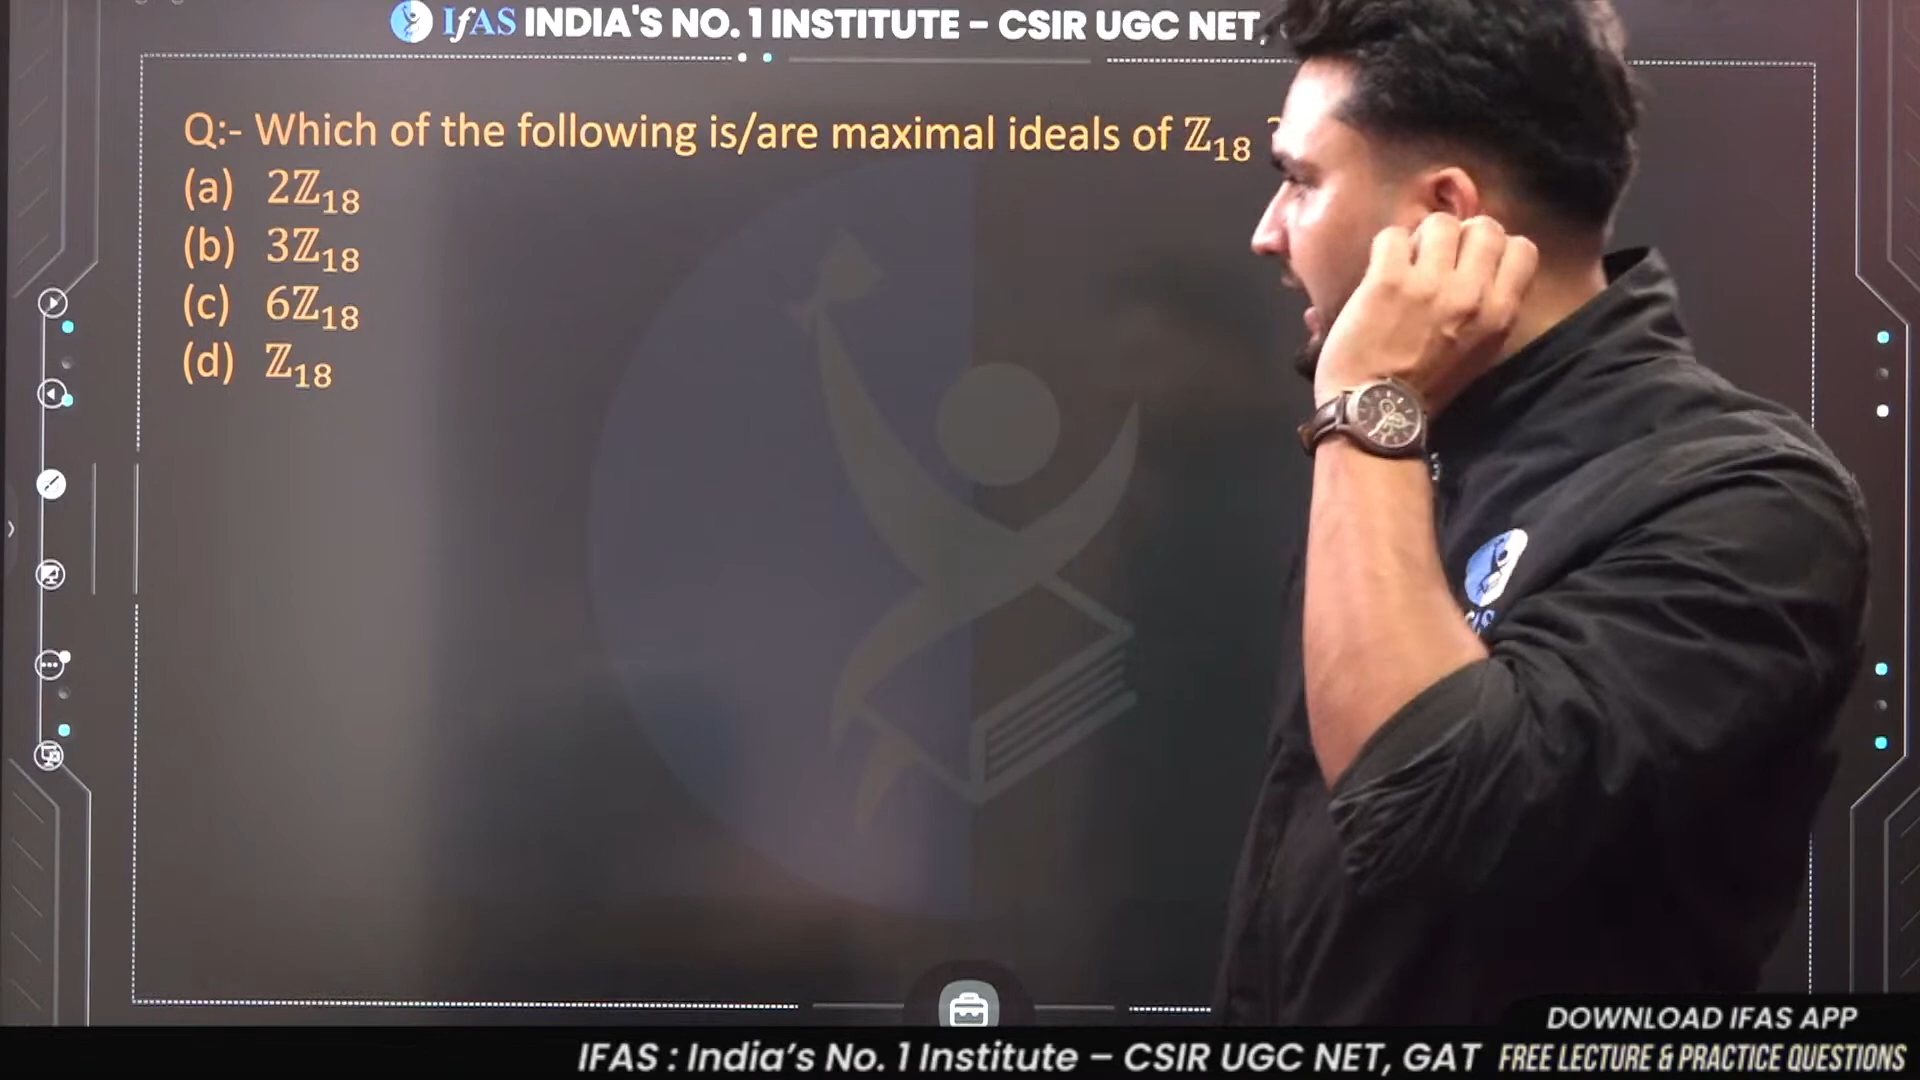 IfAS INDIA'S NO. 1 INSTITUTE – CSIR UGC NET,
Q:- Which of the following is/are maximal ideals of ℤ₁₈ ?
(a) 2ℤ₁₈
(b) 3ℤ₁₈
(c) 6ℤ₁₈
(d) ℤ₁₈
DOWNLOAD IFAS APP
IFAS : India's No. 1 Institute – CSIR UGC NET, GAT
FREE LECTURE & PRACTICE QUESTIONS